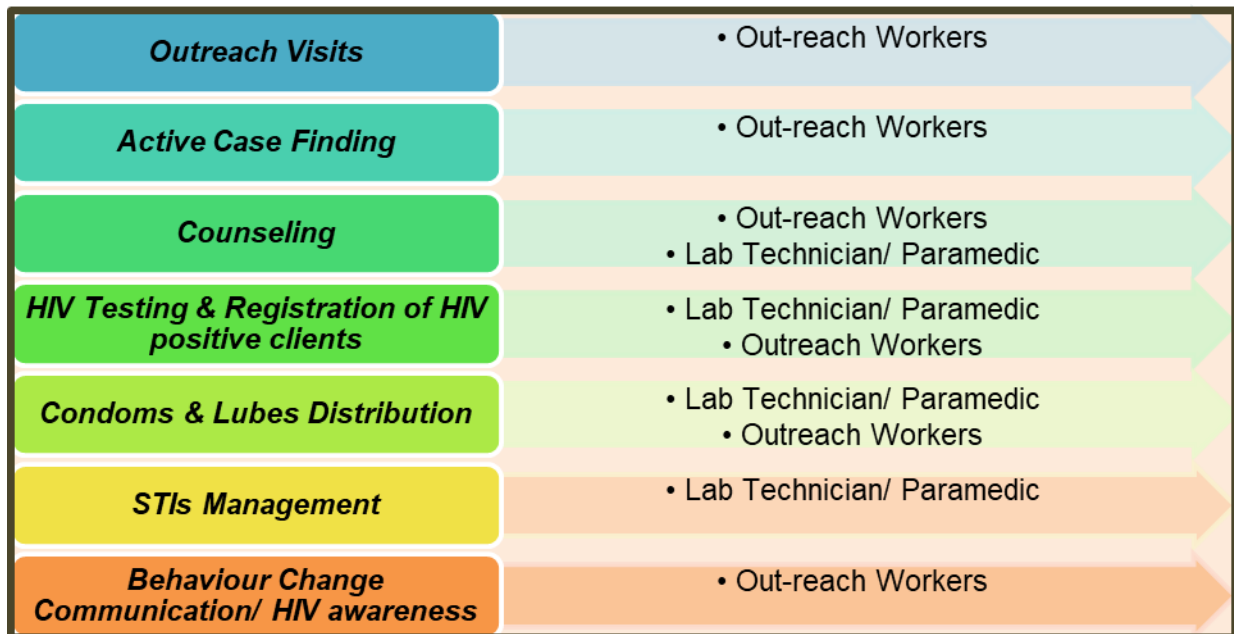 Outreach Visits
• Out-reach Workers
Active Case Finding
• Out-reach Workers
Counseling
• Out-reach Workers
• Lab Technician/ Paramedic
HIV Testing & Registration of HIV
positive clients
• Lab Technician/ Paramedic
• Outreach Workers
Condoms & Lubes Distribution
• Lab Technician/ Paramedic
• Outreach Workers
STIs Management
• Lab Technician/ Paramedic
Behaviour Change
Communication/ HIV awareness
• Out-reach Workers